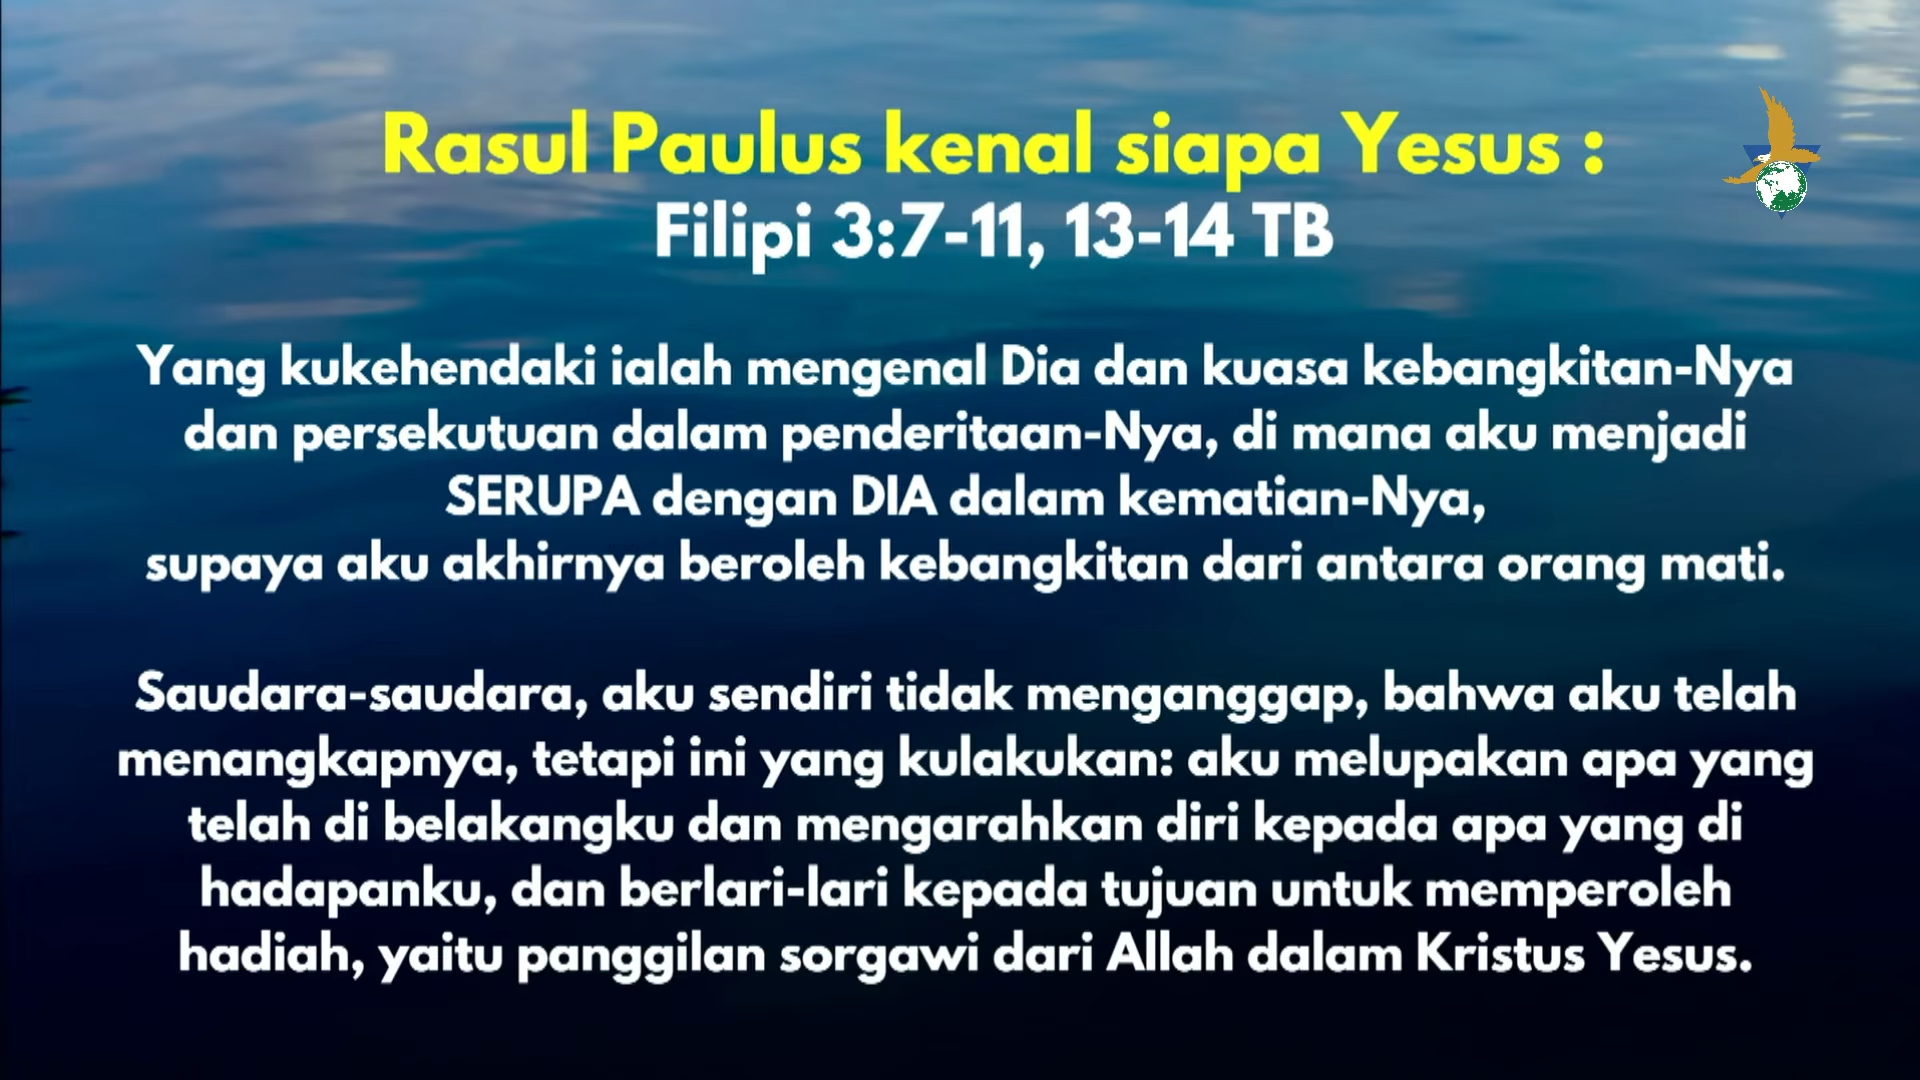 Rasul Paulus kenal siapa Yesus :
Filipi 3:7-11, 13-14 TB
Yang kukehendaki ialah mengenal Dia dan kuasa kebangkitan-Nya
dan persekutuan dalam penderitaan-Nya, di mana aku menjadi
SERUPA dengan DIA dalam kematian-Nya,
supaya aku akhirnya beroleh kebangkitan dari antara orang mati.
Saudara-saudara, aku sendiri tidak menganggap, bahwa aku telah
menangkapnya, tetapi ini yang kulakukan: aku melupakan apa yang
telah di belakangku dan mengarahkan diri kepada apa yang di
hadapanku, dan berlari-lari kepada tujuan untuk memperoleh
hadiah, yaitu panggilan sorgawi dari Allah dalam Kristus Yesus.